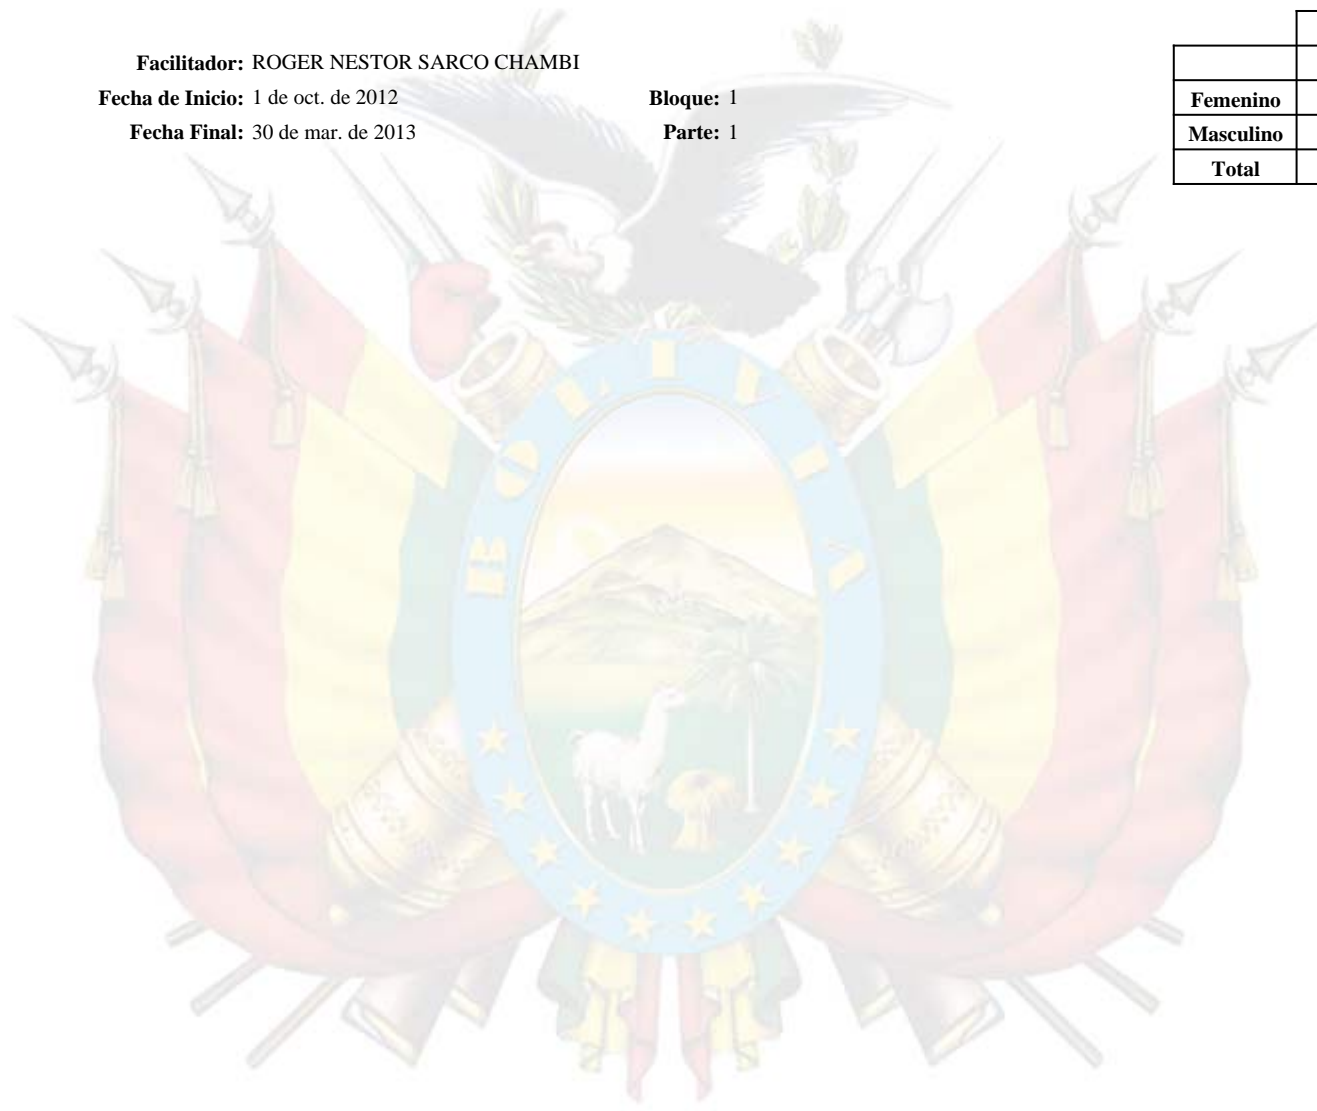 Facilitador: ROGER NESTOR SARCO CHAMBI
Fecha de Inicio: 1 de oct. de 2012 Bloque: 1
Fecha Final: 30 de mar. de 2013 Parte: 1
Femenino
Masculino
Total
BOLIVIA